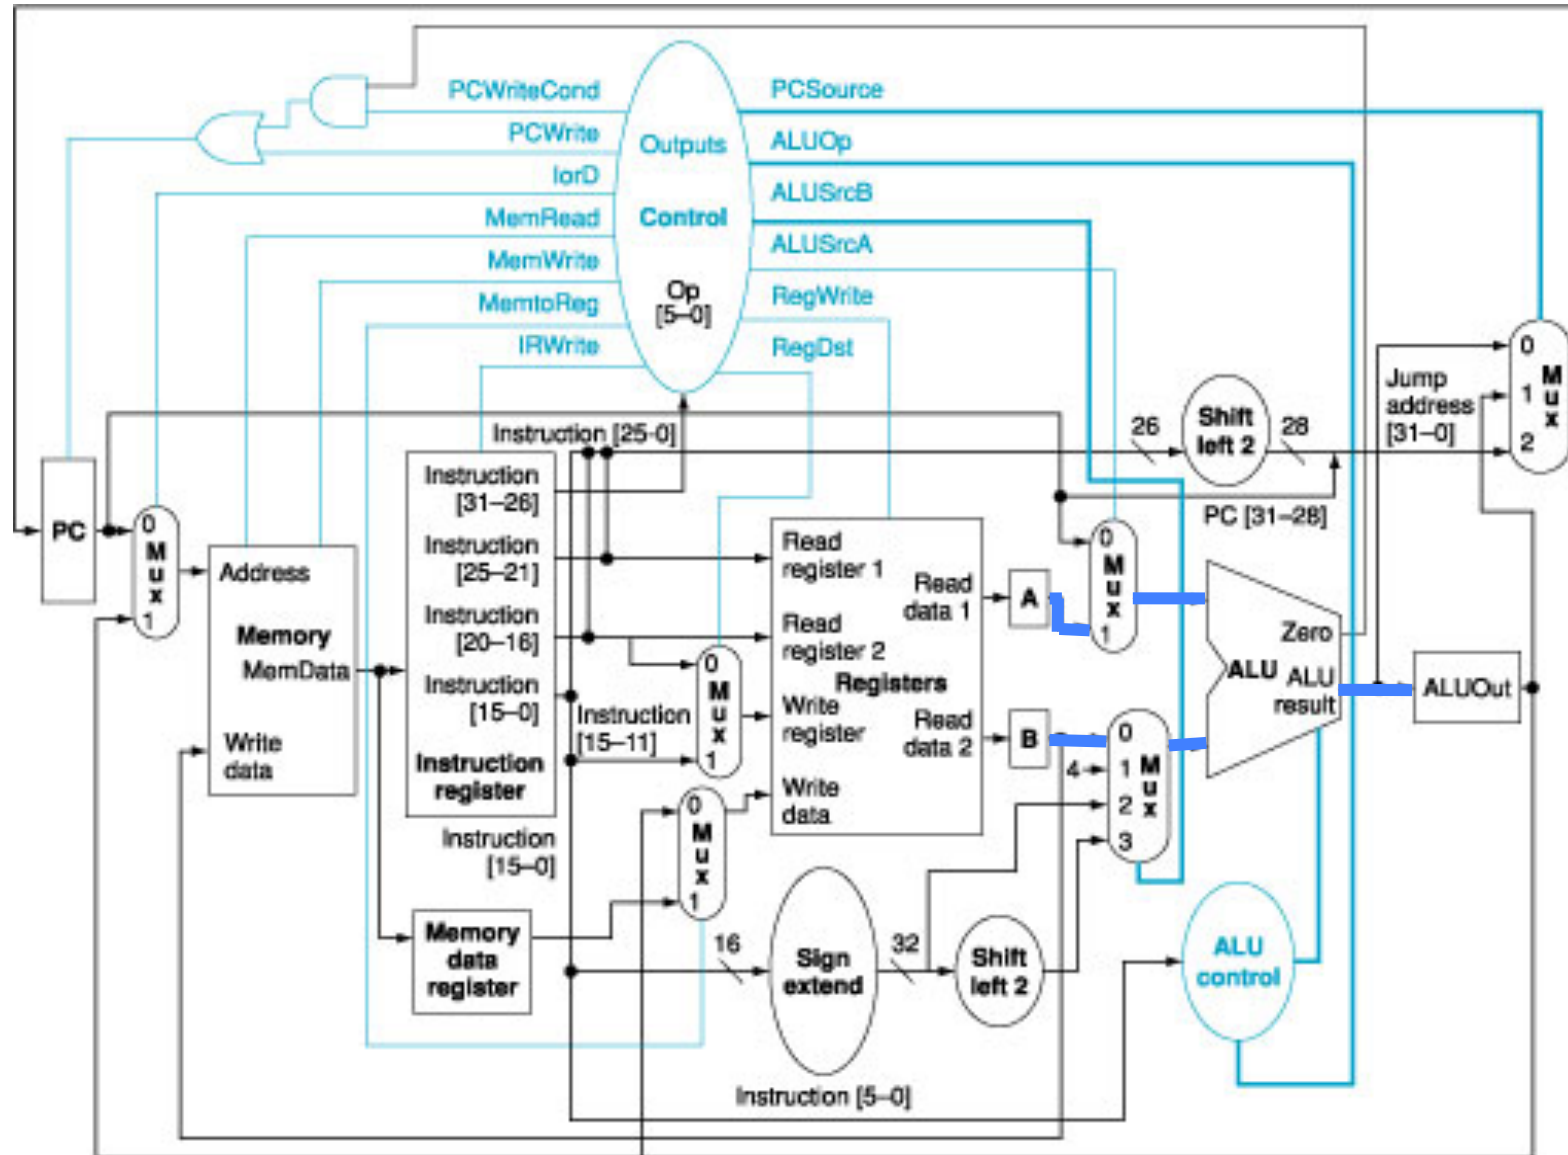 PCWriteCond
PCWrite
IorD
MemRead
MemWrite
MemtoReg
IRWrite
Outputs
Control
Op
[5–0]
PCSource
ALUOp
ALUSrcB
ALUSrcA
RegWrite
RegDst
0
M
u
x
1
2
Jump
address
[31–0]
Shift
left 2
26
28
Instruction [25-0]
PC [31–28]
PC
0
M
u
x
1
Address
Memory
MemData
Write
data
Instruction
[31–26]
Instruction
[25–21]
Instruction
[20–16]
Instruction
[15–0]
Instruction
register
Instruction
[15–11]
0
M
u
x
1
Read
register 1
Read
register 2
Registers
Write
register
Write
data
Read
data 1
Read
data 2
A
B
0
M
u
x
1
4
0
1
2
3
M
u
x
Zero
ALU
ALU
result
ALUOut
Instruction
[15–0]
0
M
u
x
1
Memory
data
register
16
Sign
extend
32
Shift
left 2
ALU
control
Instruction [5–0]